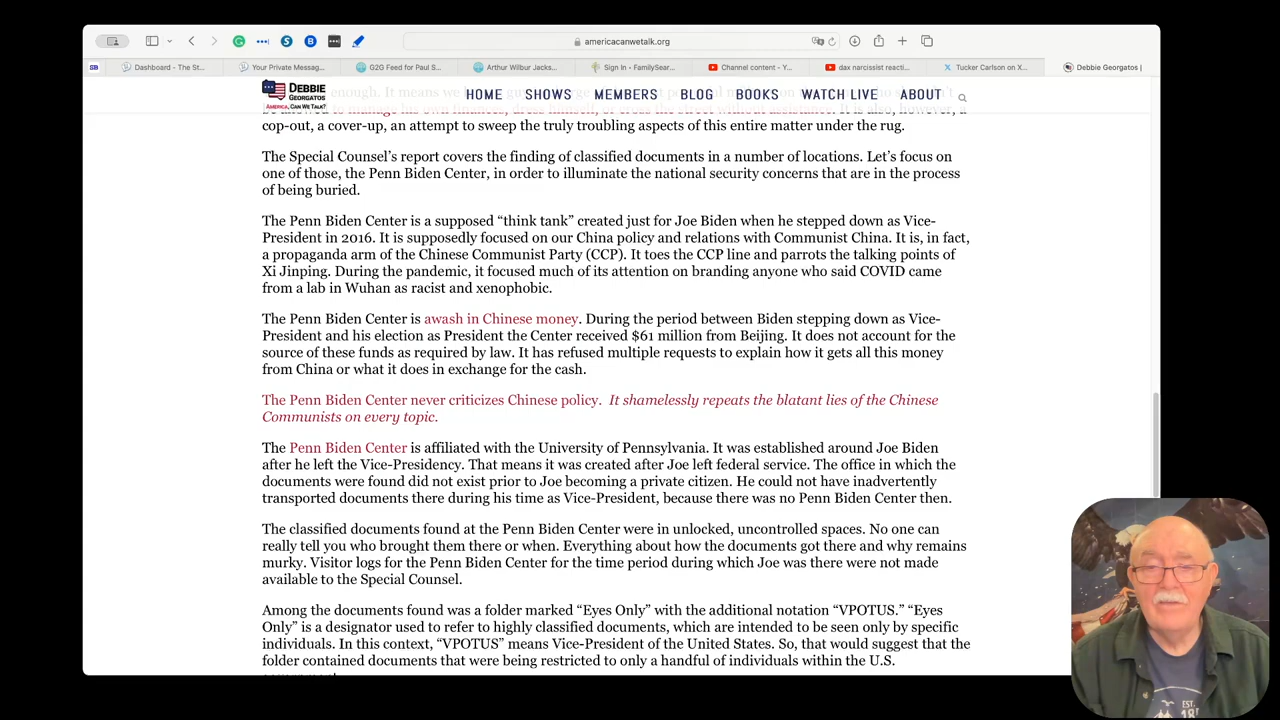 americacanwetalk.org
SB
Dashboard - The St...
Your Private Messag...
G2G Feed for Paul S...
Arthur Wilbur Jacks...
Sign In - FamilySear...
Channel content - Y...
dax narcissist reacti...
Tucker Carlson on X...
Debbie Georgatos |
DEBBIE
GEORGATOS
AMERICA, CAN WE TALK?
HOME SHOWS MEMBERS BLOG BOOKS WATCH LIVE ABOUT
to manage his own finances, dress himself, or cross the street without assistance. It is also, however, a
cop-out, a cover-up, an attempt to sweep the truly troubling aspects of this entire matter under the rug.
The Special Counsel’s report covers the finding of classified documents in a number of locations. Let’s focus on
one of those, the Penn Biden Center, in order to illuminate the national security concerns that are in the process
of being buried.
The Penn Biden Center is a supposed “think tank” created just for Joe Biden when he stepped down as Vice-
President in 2016. It is supposedly focused on our China policy and relations with Communist China. It is, in fact,
a propaganda arm of the Chinese Communist Party (CCP). It toes the CCP line and parrots the talking points of
Xi Jinping. During the pandemic, it focused much of its attention on branding anyone who said COVID came
from a lab in Wuhan as racist and xenophobic.
The Penn Biden Center is awash in Chinese money. During the period between Biden stepping down as Vice-
President and his election as President the Center received $61 million from Beijing. It does not account for the
source of these funds as required by law. It has refused multiple requests to explain how it gets all this money
from China or what it does in exchange for the cash.
The Penn Biden Center never criticizes Chinese policy. It shamelessly repeats the blatant lies of the Chinese
Communists on every topic.
The Penn Biden Center is affiliated with the University of Pennsylvania. It was established around Joe Biden
after he left the Vice-Presidency. That means it was created after Joe left federal service. The office in which the
documents were found did not exist prior to Joe becoming a private citizen. He could not have inadvertently
transported documents there during his time as Vice-President, because there was no Penn Biden Center then.
The classified documents found at the Penn Biden Center were in unlocked, uncontrolled spaces. No one can
really tell you who brought them there or when. Everything about how the documents got there and why remains
murky. Visitor logs for the Penn Biden Center for the time period during which Joe was there were not made
available to the Special Counsel.
Among the documents found was a folder marked “Eyes Only” with the additional notation “VPOTUS.” “Eyes
Only” is a designator used to refer to highly classified documents, which are intended to be seen only by specific
individuals. In this context, “VPOTUS” means Vice-President of the United States. So, that would suggest that the
folder contained documents that were being restricted to only a handful of individuals within the U.S.
EST.